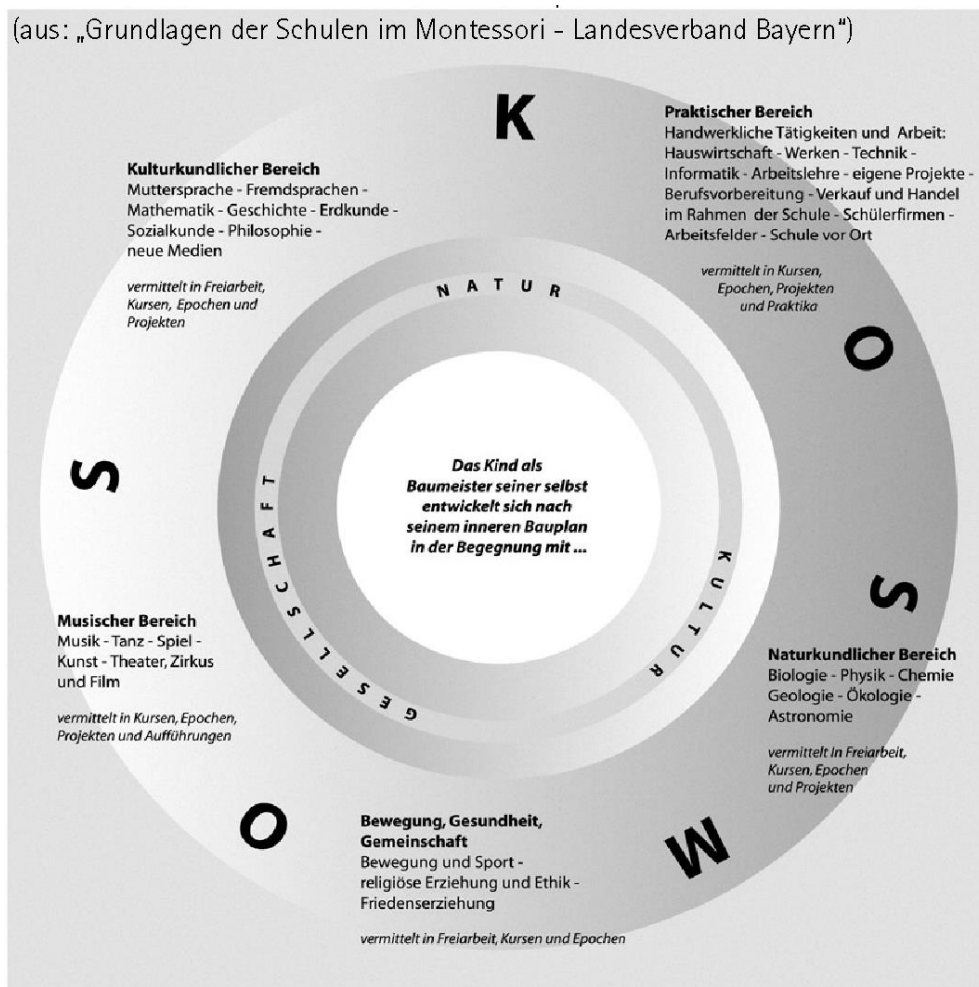 (aus: „Grundlagen der Schulen im Montessori - Landesverband Bayern“)
K
O
S
M
O
S
Praktischer Bereich
Handwerkliche Tätigkeiten und Arbeit:
Hauswirtschaft - Werken - Technik -
Informatik - Arbeitslehre - eigene Projekte -
Berufsvorbereitung - Verkauf und Handel
im Rahmen der Schule - Schülerfirmen -
Arbeitsfelder - Schule vor Ort
vermittelt in Kursen,
Epochen, Projekten
und Praktika
Kulturkundlicher Bereich
Muttersprache - Fremdsprachen -
Mathematik - Geschichte - Erdkunde -
Sozialkunde - Philosophie -
neue Medien
vermittelt in Freiarbeit,
Kursen, Epochen und
Projekten
NATUR
KULTUR
GESELLSCHAFT
Das Kind als
Baumeister seiner selbst
entwickelt sich nach
seinem inneren Bauplan
in der Begegnung mit ...
Musischer Bereich
Musik - Tanz - Spiel -
Kunst - Theater, Zirkus
und Film
vermittelt in Kursen, Epochen,
Projekten und Aufführungen
Naturkundlicher Bereich
Biologie - Physik - Chemie
Geologie - Ökologie -
Astronomie
vermittelt In Freiarbeit,
Kursen, Epochen
und Projekten
Bewegung, Gesundheit,
Gemeinschaft
Bewegung und Sport -
religiöse Erziehung und Ethik -
Friedenserziehung
vermittelt in Freiarbeit, Kursen und Epochen